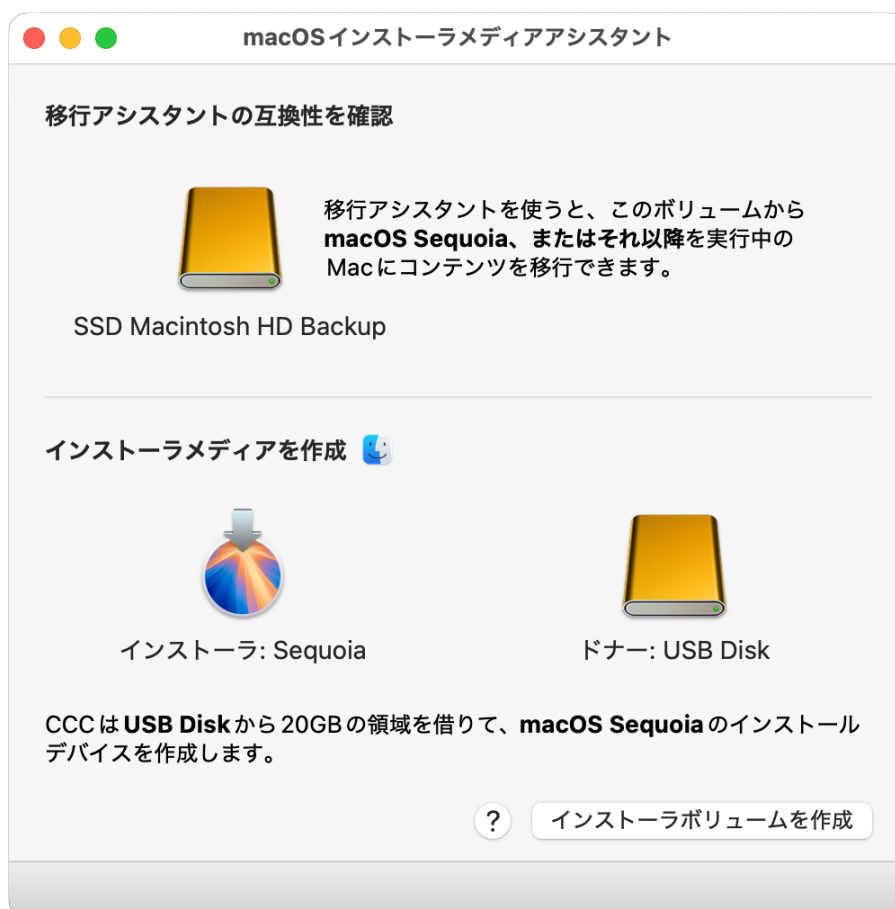 macOSインストーラメディアアシスタント
移行アシスタントの互換性を確認
移行アシスタントを使うと、このボリュームから
macOS Sequoia、またはそれ以降を実行中の
Macにコンテンツを移行できます。
SSD Macintosh HD Backup
インストーラメディアを作成
インストーラ: Sequoia
ドナー: USB Disk
CCCはUSB Diskから20GBの領域を借りて、macOS Sequoiaのインストール
デバイスを作成します。
?
インストーラボリュームを作成